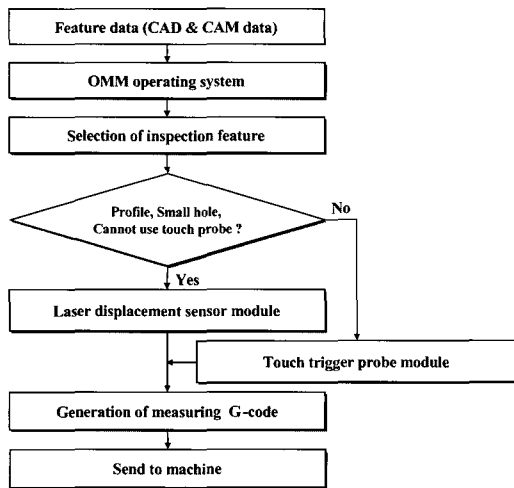 Feature data (CAD & CAM data)
OMM operating system
Selection of inspection feature
Profile, Small hole,
Cannot use touch probe ?
No
Yes
Laser displacement sensor module
Touch trigger probe module
Generation of measuring G-code
Send to machine